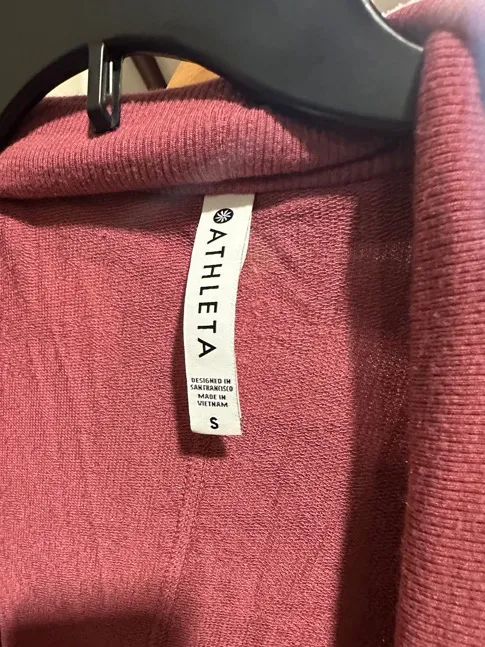 ATHLETA
DESIGNED IN
SAN FRANCISCO
MADE IN
VIETNAM
S